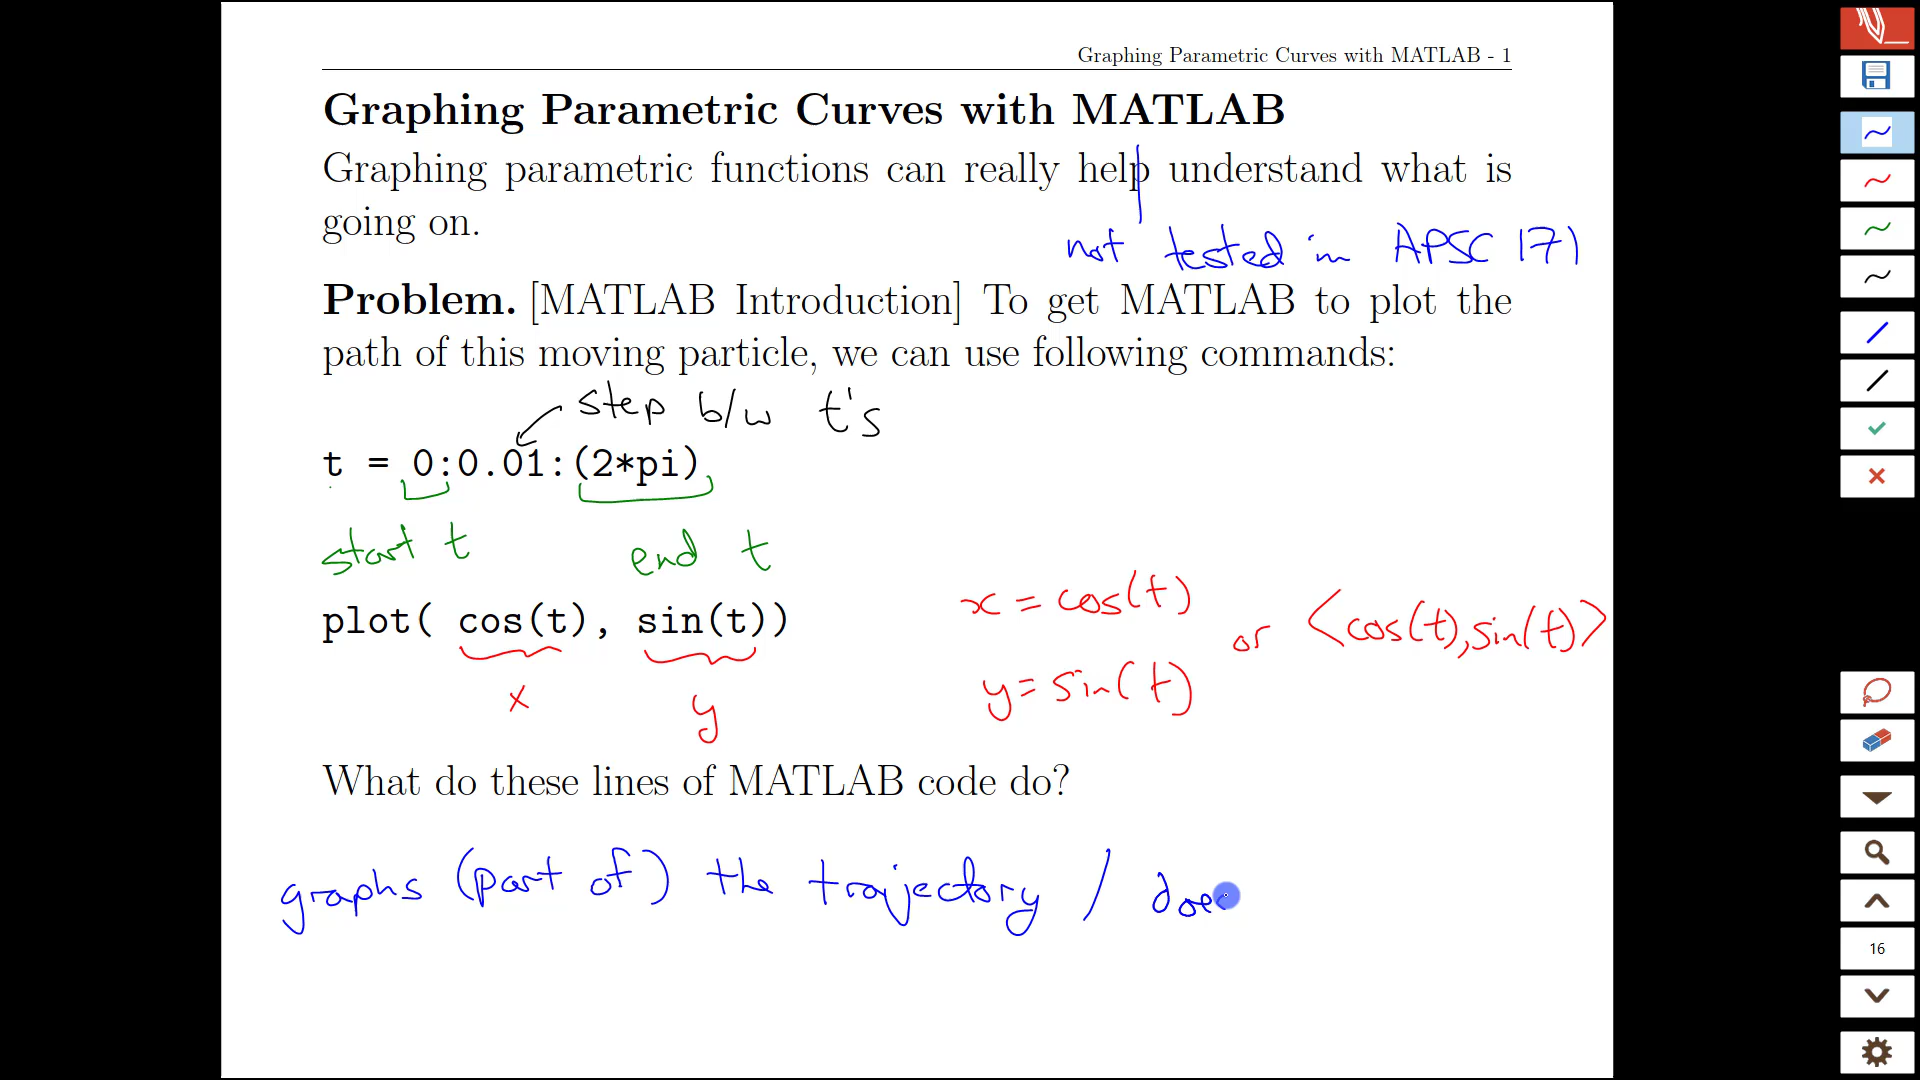 Graphing Parametric Curves with MATLAB - 1
Graphing Parametric Curves with MATLAB
Graphing parametric functions can really help understand what is
going on.
not tested in APSC 171
Problem. [MATLAB Introduction] To get MATLAB to plot the
path of this moving particle, we can use following commands:
step b/w t's
t = 0:0.01:(2*pi)
start t end t
plot( cos(t), sin(t))
x = cos(t)
or <cos(t), sin(t)>
y = sin(t)
x y
What do these lines of MATLAB code do?
graphs (part of) the trajectory / does
16